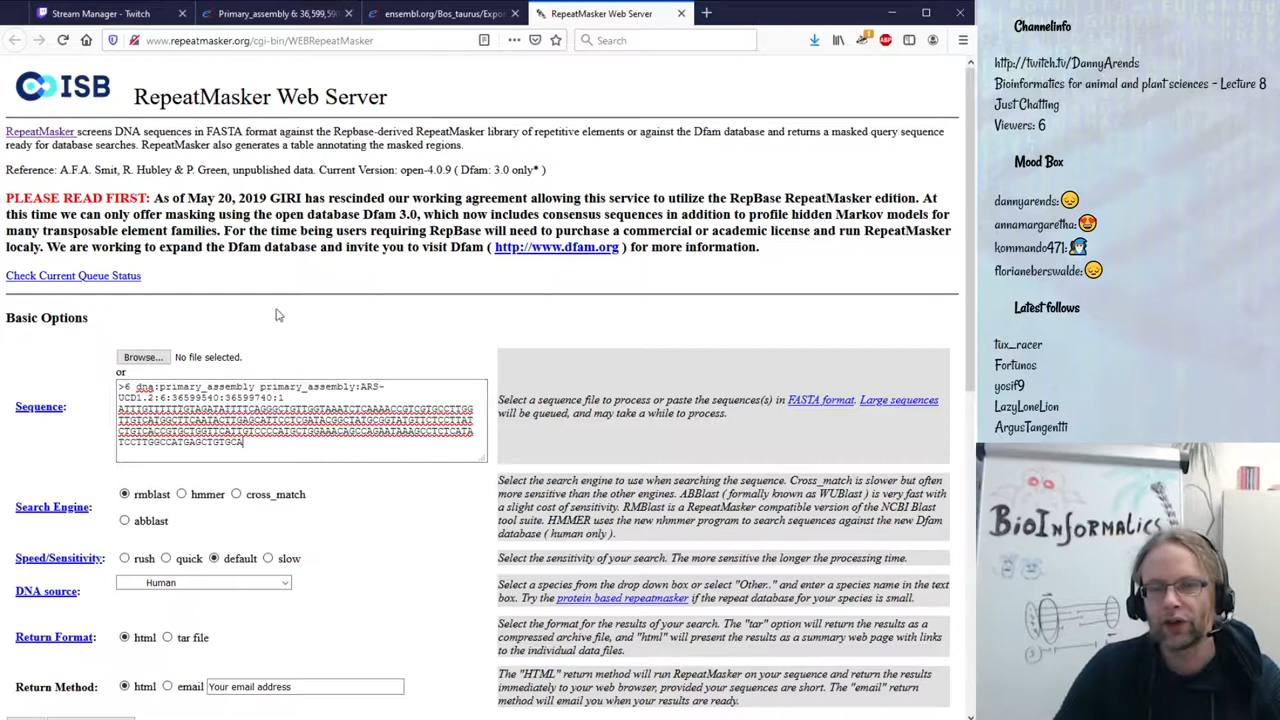 Stream Manager - Twitch
Primary_assembly 6: 36,599,59
ensembl.org/Bos_taurus/Expor
RepeatMasker Web Server
www.repeatmasker.org/cgi-bin/WEBRepeatMasker
Search
ISB
RepeatMasker Web Server
RepeatMasker screens DNA sequences in FASTA format against the Repbase-derived RepeatMasker library of repetitive elements or against the Dfam database and returns a masked query sequence
ready for database searches. RepeatMasker also generates a table annotating the masked regions.
Reference: A.F.A. Smit, R. Hubley & P. Green, unpublished data. Current Version: open-4.0.9 ( Dfam: 3.0 only* )
PLEASE READ FIRST: As of May 20, 2019 GIRI has rescinded our working agreement allowing this service to utilize the RepBase RepeatMasker edition. At
this time we can only offer masking using the open database Dfam 3.0, which now includes consensus sequences in addition to profile hidden Markov models for
many transposable element families. For the time being uses requiring RepBase will need to purchase a commercial or academic license and run RepeatMasker
localy. We are working to expand the Dfam database and invite you to visit Dfam ( http://www.dfam.org ) for more information.
Check Current Queue Status
Basic Options
Browse... No file selected.
or
Sequence:
>6 dna:primary_assembly primary_assembly:ARS-
UCD1.2:6:36599540:36599740:1
ATTTGTTTTTTGTAGATATTTTCAGGGCTGTTGGTAAATCTCAAAACCGTCGTGCCTTGG
TCCTTGGCCATGAGCTGTGCA
Select a sequence file to process or paste the sequences(s) in FASTA format. Large sequences
will be queued, and may take a while to process.
Search Engine:
rmblast hmmer cross_match
abblast
Select the search engine to use when searching the sequence. Cross_match is slower but often
more sensitive than the other engines. ABBlast ( formally known as WUBlast ) is very fast with
a slight cost of sensitivity. RMBlast is a RepeatMasker compatible version of the NCBI Blast
tool suite. HMMER uses the new nhmmer program to search sequences against the new Dfam
database ( human only ).
Speed/Sensitivity:
rush quick default slow
Select the sensitivity of your search. The more sensitive the longer the processing time.
DNA source:
Human
Select a species from the drop down box or select "Other.." and enter a species name in the text
box. Try the protein based repeatmasker if the repeat database for your species is small.
Return Format:
html tar file
Select the format for the results of your search. The "tar" option will return the results as a
compressed archive file, and "html" will present the results as a summary web page with links
to the individual data files.
Return Method:
html email Your email address
The "HTML" return method will run RepeatMasker on your sequence and return the results
immediately to your web browser, provided your sequences are short. The "email" return
method will email you when your results are ready.
Channelinfo
http://twitch.tv/DannyArends
Bioinformatics for animal and plant sciences - Lecture 8
Just Chatting
Viewers: 6
Mood Box
dannyarends:
annamargaretha:
kommando471:
florianeberswalde:
Latest follows
tux_racer
Fortunos
yosif9
LazyLoneLion
ArgusTangentti
BioInformatics